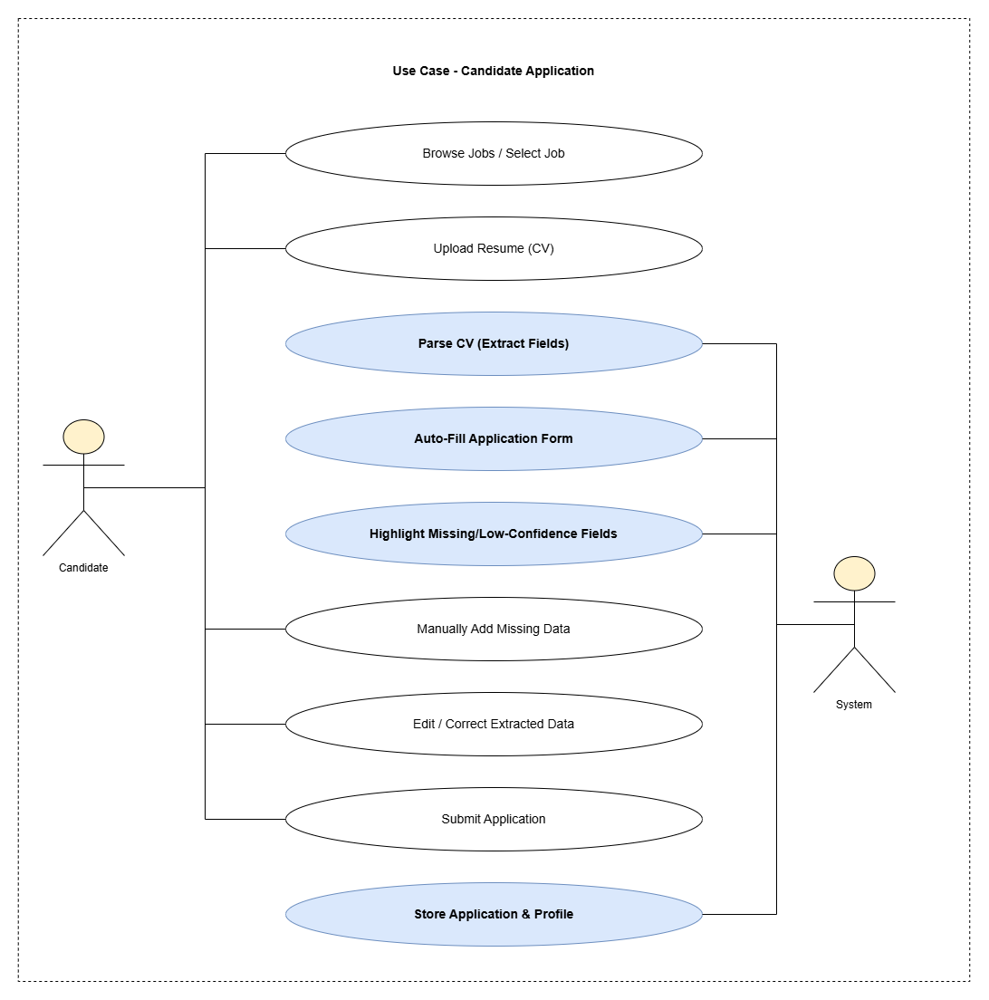 Use Case - Candidate Application
Browse Jobs / Select Job
Upload Resume (CV)
Parse CV (Extract Fields)
Auto-Fill Application Form
Highlight Missing/Low-Confidence Fields
Candidate
Manually Add Missing Data
System
Edit / Correct Extracted Data
Submit Application
Store Application & Profile